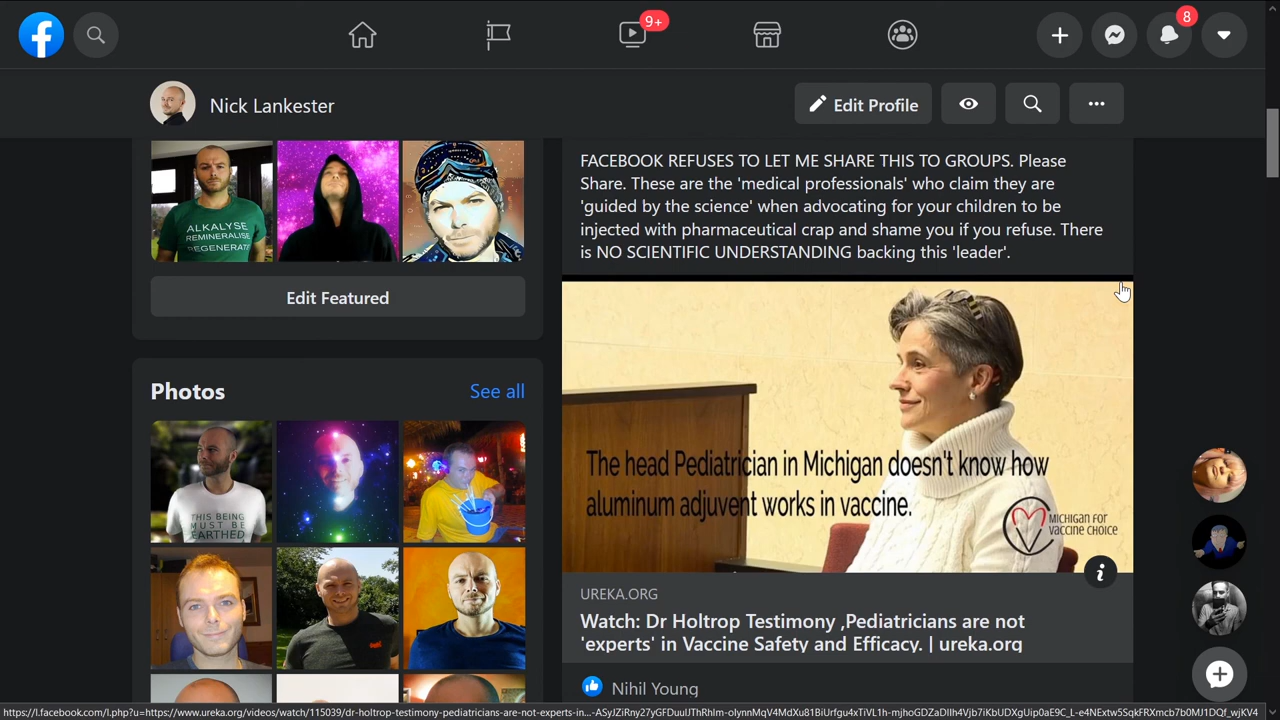 9+
8
Nick Lankester
Edit Profile
ALKALYSE
REMINERALISE
REGENERATE
Edit Featured
Photos
See all
THIS BEING
MUST BE
EARTHED
FACEBOOK REFUSES TO LET ME SHARE THIS TO GROUPS. Please
Share. These are the 'medical professionals' who claim they are
'guided by the science' when advocating for your children to be
injected with pharmaceutical crap and shame you if you refuse. There
is NO SCIENTIFIC UNDERSTANDING backing this 'leader'.
The head Pediatrician in Michigan doesn't know how
aluminum adjuvent works in vaccine.
MICHIGAN FOR
VACCINE CHOICE
UREKA.ORG
Watch: Dr Holtrop Testimony ,Pediatricians are not
'experts' in Vaccine Safety and Efficacy. | ureka.org
Nihil Young